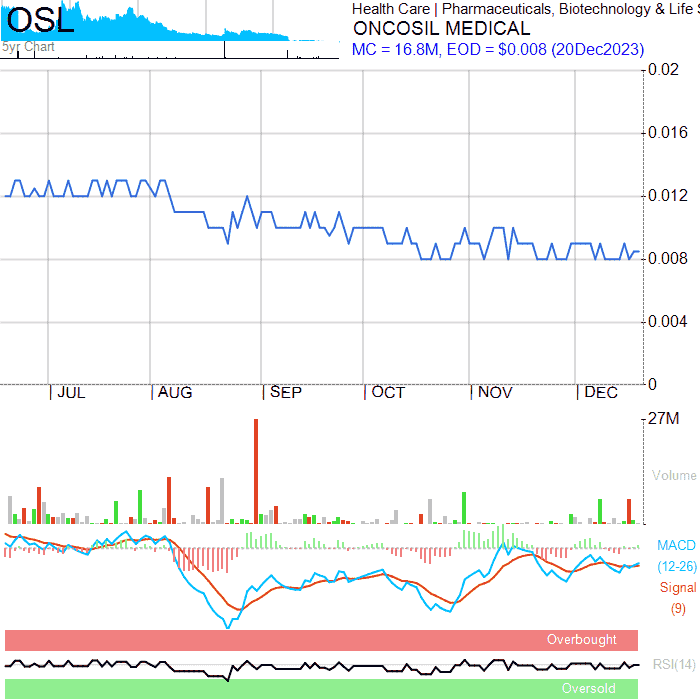 OSL
5yr Chart
Health Care | Pharmaceuticals, Biotechnology & Life S
ONCOSIL MEDICAL
MC = 16.8M, EOD = $0.008 (20Dec2023)
0.02
0.016
0.012
0.008
0.004
0
JUL AUG SEP OCT NOV DEC
27M
Volume
MACD
(12-26)
Signal
(9)
Overbought
RSI(14)
Oversold